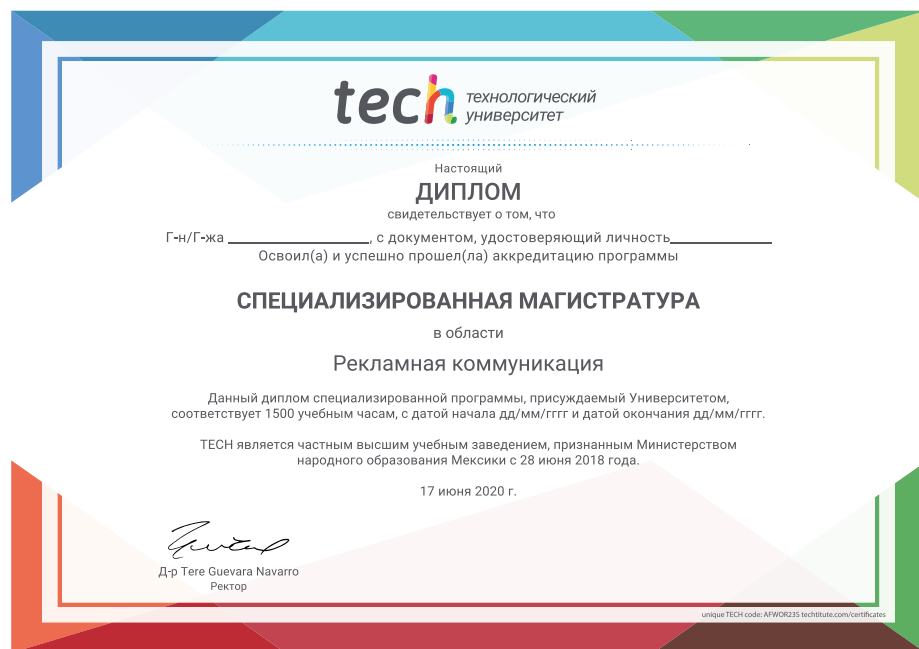 tech технологический
университет
Настоящий
ДИПЛОМ
свидетельствует о том, что
Г-н/Г-жа ____________, с документом, удостоверяющий личность____________
Освоил(а) и успешно прошел(ла) аккредитацию программы
СПЕЦИАЛИЗИРОВАННАЯ МАГИСТРАТУРА
в области
Рекламная коммуникация
Данный диплом специализированной программы, присуждаемый Университетом,
соответствует 1500 учебным часам, с датой начала дд/мм/гггг и датой окончания дд/мм/гггг.
TECH является частным высшим учебным заведением, признанным Министерством
народного образования Мексики с 28 июня 2018 года.
17 июня 2020 г.
Д-р Tere Guevara Navarro
Ректор
unique TECH code: AFWOR23S techtitute.com/certificates